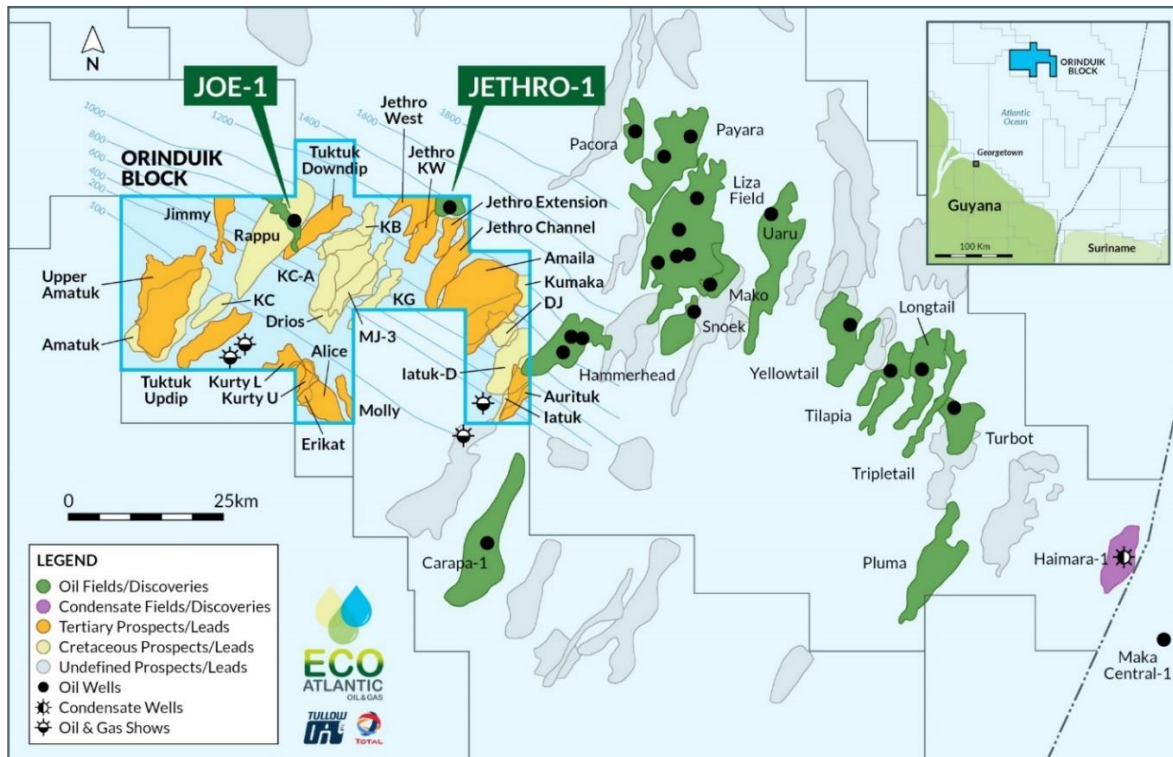 N
JOE-1
JETHRO-1
1000
800
600
400
200
100
1200
1400
1600
1800
ORINDUIK
BLOCK
Tuktuk
Downdip
Jethro
West
Jethro
KW
Jimmy
Rappu
KB
Jethro Extension
Jethro Channel
Upper
Amatuk
KC-A
Amaila
Kumaka
KC
KG
DJ
Drios
MJ-3
Amatuk
Alice
Iatuk-D
Tuktuk
Updip
Kurty L
Kurty U
Molly
Erikat
Aurituk
Iatuk
Hammerhead
Pacora
Payara
Liza
Field
Uaru
Mako
Snoek
Longtail
Yellowtail
Tilapia
Turbot
Tripletail
Carapa-1
Pluma
Haimara-1
Maka
Central-1
ORINDUIK
BLOCK
Atlantic
Ocean
Georgetown
Guyana
Suriname
100 Km
0 25km
LEGEND
Oil Fields/Discoveries
Condensate Fields/Discoveries
Tertiary Prospects/Leads
Cretaceous Prospects/Leads
Undefined Prospects/Leads
Oil Wells
Condensate Wells
Oil & Gas Shows
ECO
ATLANTIC
OIL&GAS
TULLOW
Oil
TOTAL